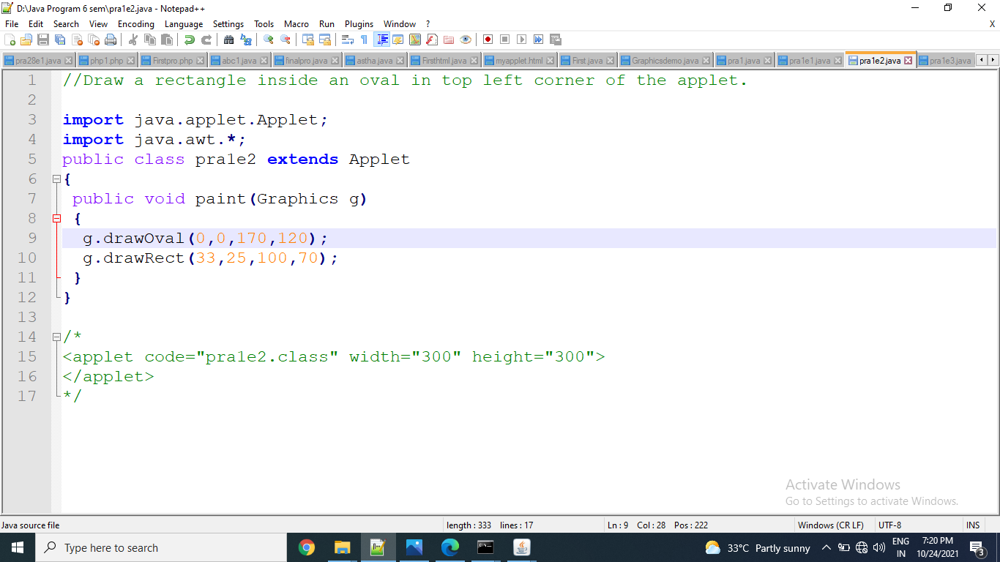 D:\Java Program 6 sem\pra1e2.java - Notepad++
File Edit Search View Encoding Language Settings Tools Macro Run Plugins Window ? X
pra28e1.java php1.php Firstpro.php abc1.java finalpro.java astha.java Firsthtml.java myapplet.html First.java Graphicsdemo.java pra1.java pra1e1.java pra1e2.java pra1e3.java
1 //Draw a rectangle inside an oval in top left corner of the applet.
2
3 import java.applet.Applet;
4 import java.awt.*;
5 public class pra1e2 extends Applet
6 {
7 public void paint(Graphics g)
8 {
9 g.drawOval(0,0,170,120);
10 g.drawRect(33,25,100,70);
11 }
12 }
13
14 /*
15 <applet code="pra1e2.class" width="300" height="300">
16 </applet>
17 */
Activate Windows
Go to Settings to activate Windows.
Java source file length : 333 lines : 17 Ln : 9 Col : 28 Pos : 222 Windows (CR LF) UTF-8 INS
Type here to search 33°C Partly sunny ENG IN 7:20 PM 10/24/2021 3